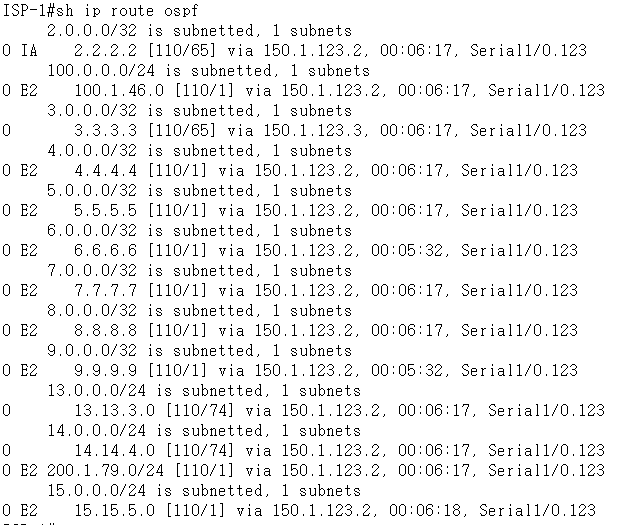 ISP-1#sh ip route ospf
     2.0.0.0/32 is subnetted, 1 subnets
O IA    2.2.2.2 [110/65] via 150.1.123.2, 00:06:17, Serial1/0.123
     100.0.0.0/24 is subnetted, 1 subnets
O E2    100.1.46.0 [110/1] via 150.1.123.2, 00:06:17, Serial1/0.123
     3.0.0.0/32 is subnetted, 1 subnets
O       3.3.3.3 [110/65] via 150.1.123.3, 00:06:17, Serial1/0.123
     4.0.0.0/32 is subnetted, 1 subnets
O E2    4.4.4.4 [110/1] via 150.1.123.2, 00:06:17, Serial1/0.123
     5.0.0.0/32 is subnetted, 1 subnets
O E2    5.5.5.5 [110/1] via 150.1.123.2, 00:06:17, Serial1/0.123
     6.0.0.0/32 is subnetted, 1 subnets
O E2    6.6.6.6 [110/1] via 150.1.123.2, 00:05:32, Serial1/0.123
     7.0.0.0/32 is subnetted, 1 subnets
O E2    7.7.7.7 [110/1] via 150.1.123.2, 00:06:17, Serial1/0.123
     8.0.0.0/32 is subnetted, 1 subnets
O E2    8.8.8.8 [110/1] via 150.1.123.2, 00:06:17, Serial1/0.123
     9.0.0.0/32 is subnetted, 1 subnets
O E2    9.9.9.9 [110/1] via 150.1.123.2, 00:05:32, Serial1/0.123
     13.0.0.0/24 is subnetted, 1 subnets
O       13.13.3.0 [110/74] via 150.1.123.2, 00:06:17, Serial1/0.123
     14.0.0.0/24 is subnetted, 1 subnets
O       14.14.4.0 [110/74] via 150.1.123.2, 00:06:17, Serial1/0.123
O E2 200.1.79.0/24 [110/1] via 150.1.123.2, 00:06:17, Serial1/0.123
     15.0.0.0/24 is subnetted, 1 subnets
O E2    15.15.5.0 [110/1] via 150.1.123.2, 00:06:18, Serial1/0.123